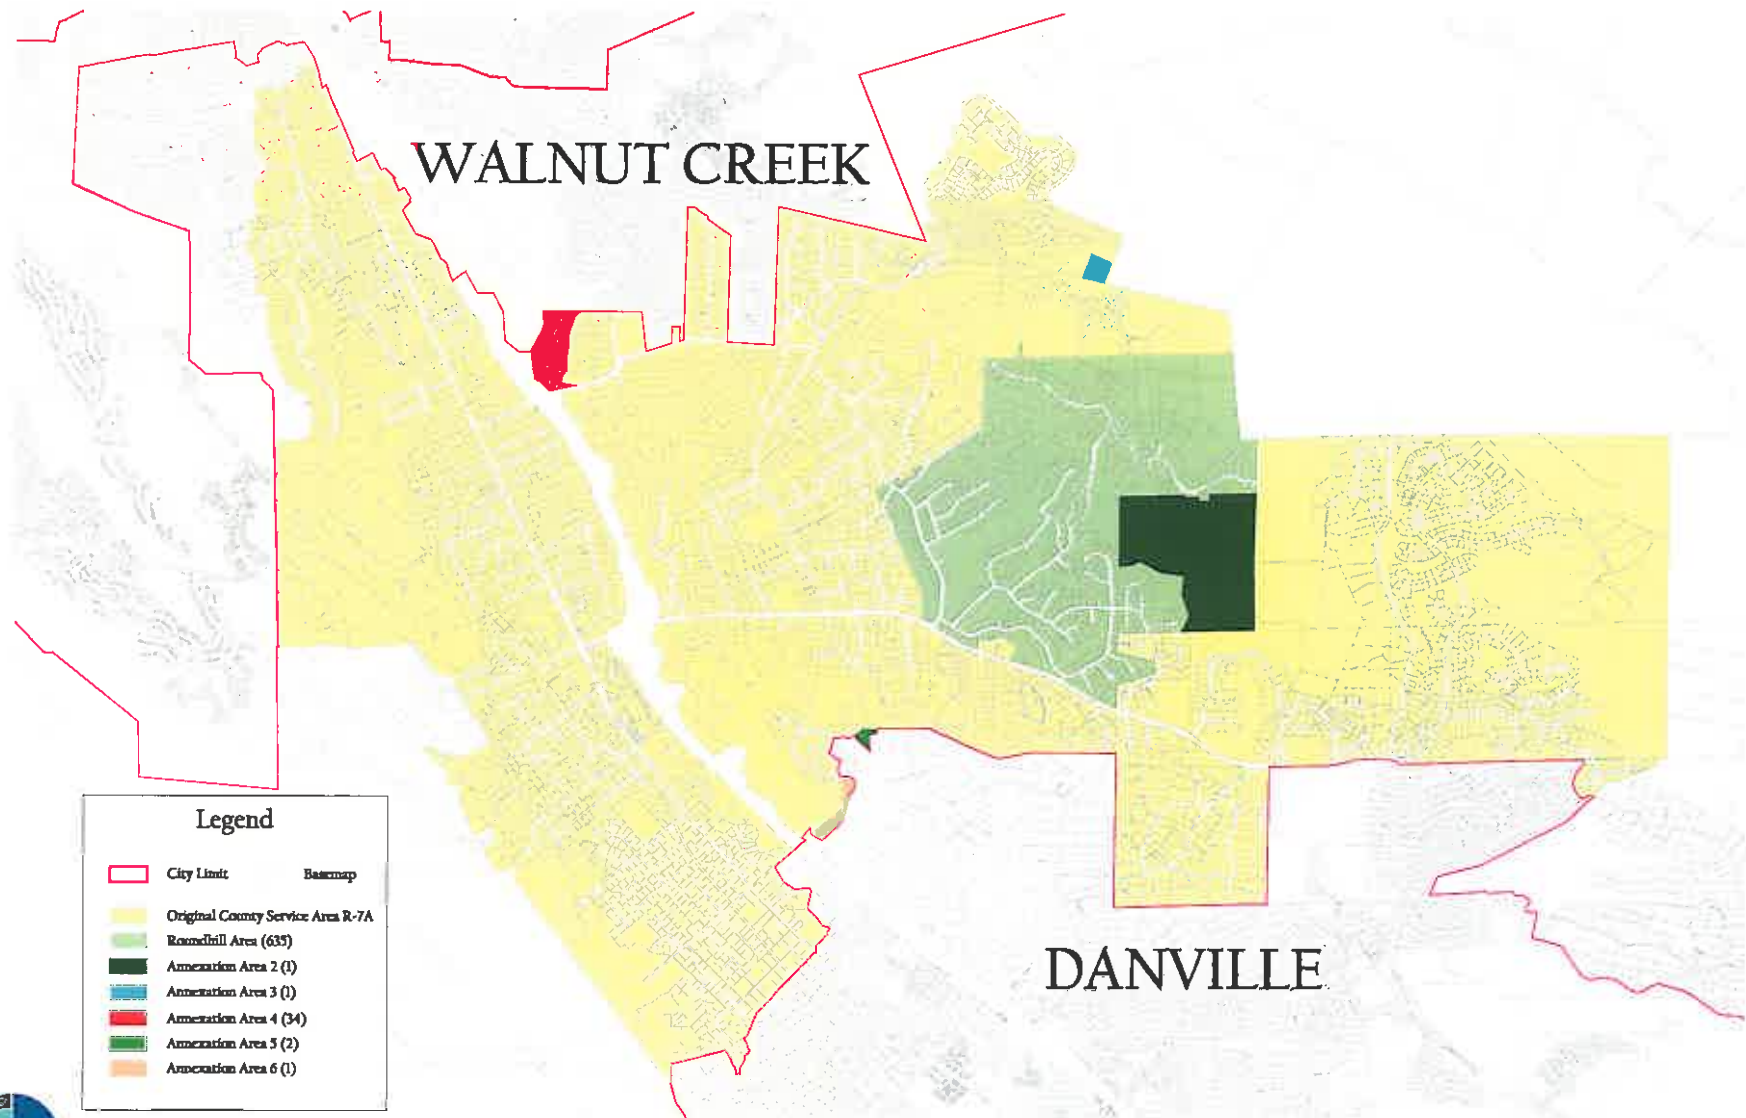 WALNUT CREEK
DANVILLE
Legend
City Limit Basemap
Original County Service Area R-7A
Roundhill Area (635)
Annexation Area 2 (1)
Annexation Area 3 (1)
Annexation Area 4 (34)
Annexation Area 5 (2)
Annexation Area 6 (1)